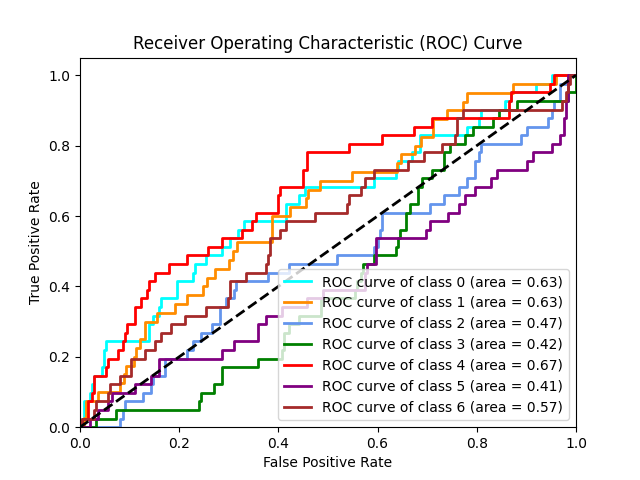 Receiver Operating Characteristic (ROC) Curve
True Positive Rate
1.0
0.8
0.6
0.4
0.2
0.0
ROC curve of class 0 (area = 0.63)
ROC curve of class 1 (area = 0.63)
ROC curve of class 2 (area = 0.47)
ROC curve of class 3 (area = 0.42)
ROC curve of class 4 (area = 0.67)
ROC curve of class 5 (area = 0.41)
ROC curve of class 6 (area = 0.57)
0.0 0.2 0.4 0.6 0.8 1.0
False Positive Rate